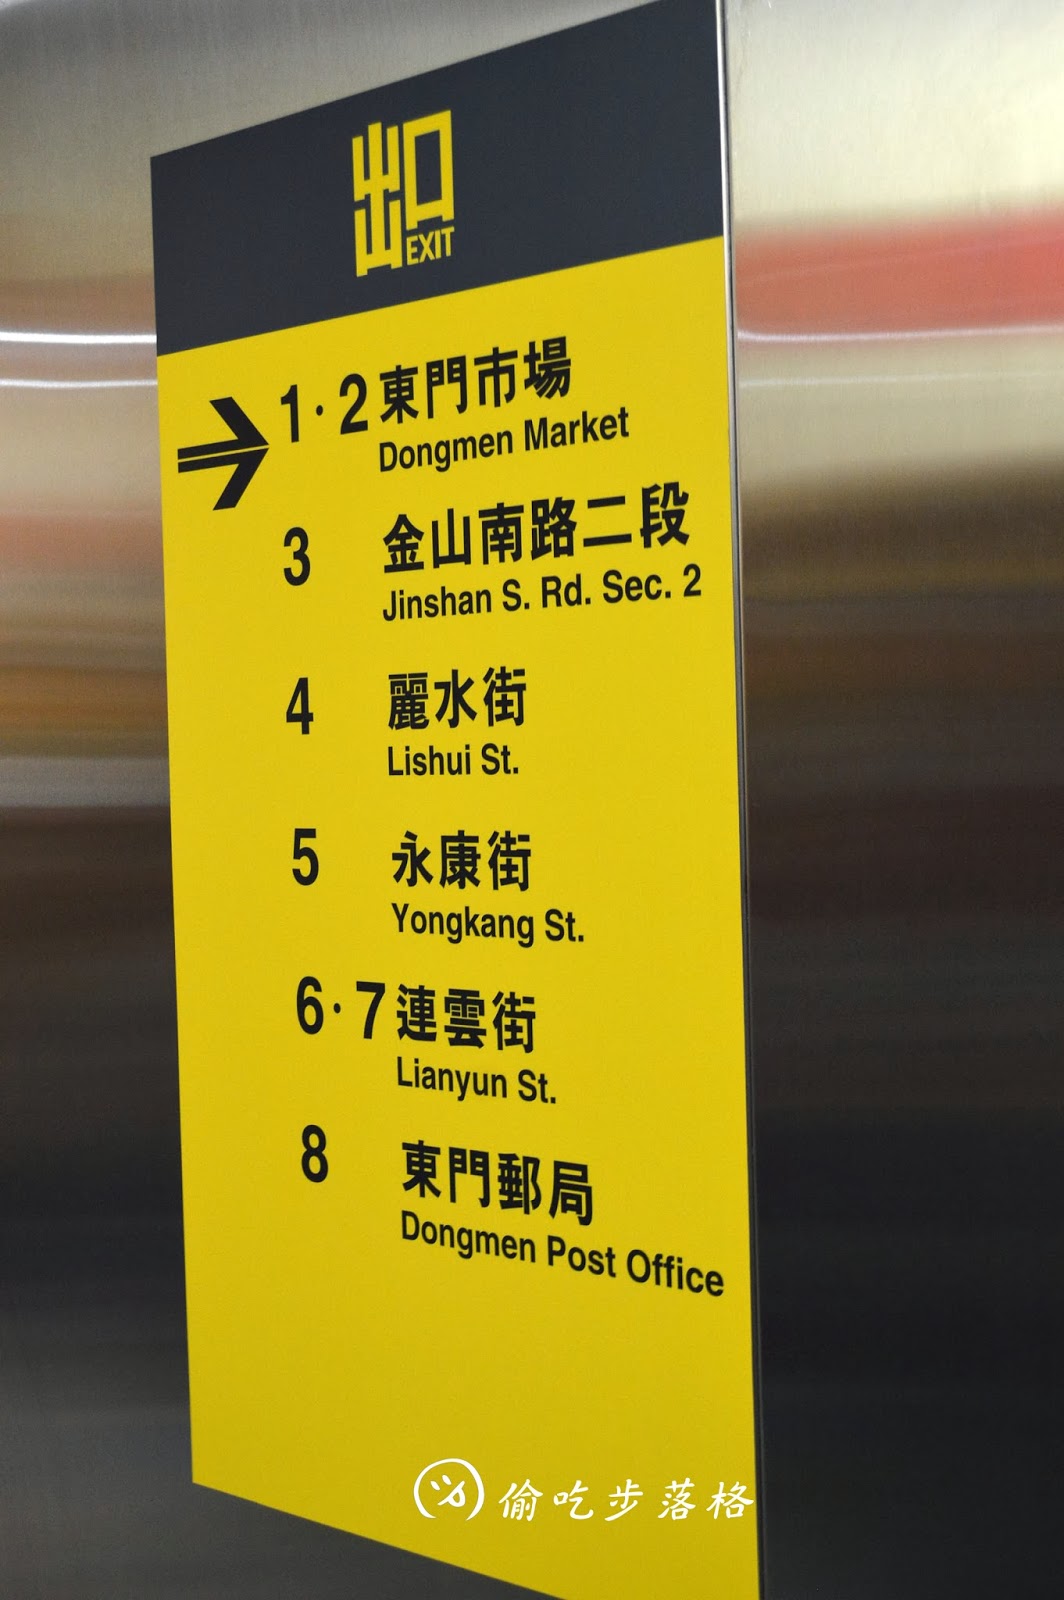 出口
EXIT
1·2 東門市場
Dongmen Market
3 金山南路二段
Jinshan S. Rd. Sec. 2
4 麗水街
Lishui St.
5 永康街
Yongkang St.
6·7 連雲街
Lianyun St.
8 東門郵局
Dongmen Post Office
偷吃步落格